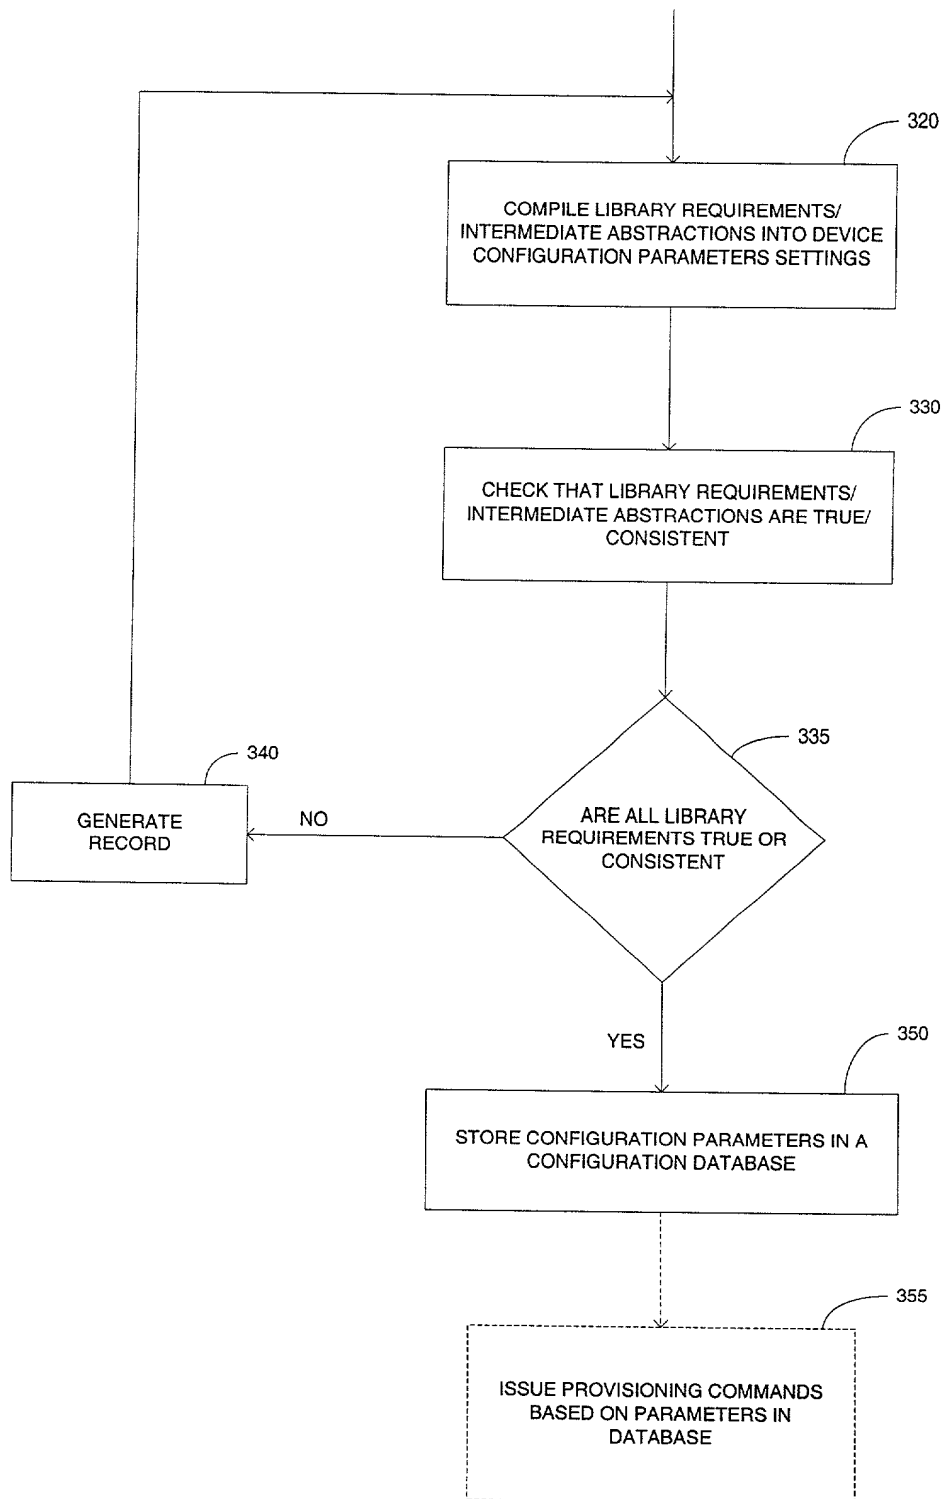 320
COMPILE LIBRARY REQUIREMENTS/
INTERMEDIATE ABSTRACTIONS INTO DEVICE
CONFIGURATION PARAMETERS SETTINGS
330
CHECK THAT LIBRARY REQUIREMENTS/
INTERMEDIATE ABSTRACTIONS ARE TRUE/
CONSISTENT
335
ARE ALL LIBRARY
REQUIREMENTS TRUE OR
CONSISTENT
NO
340
GENERATE
RECORD
YES
350
STORE CONFIGURATION PARAMETERS IN A
CONFIGURATION DATABASE
355
ISSUE PROVISIONING COMMANDS
BASED ON PARAMETERS IN
DATABASE